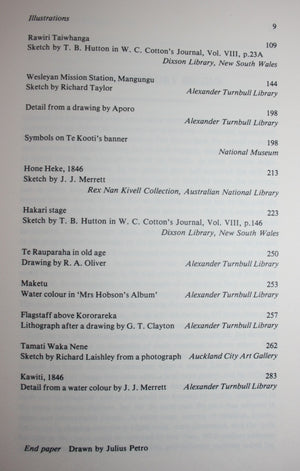 Illustrations
9
Rawiri Taiwhanga 109
Sketch by T. B. Hutton in W. C. Cotton's Journal, Vol. VIII, p.23A
Dixson Library, New South Wales
Wesleyan Mission Station, Mangungu 144
Sketch by Richard Taylor Alexander Turnbull Library
Detail from a drawing by Aporo 198
Alexander Turnbull Library
Symbols on Te Kooti's banner 198
National Museum
Hone Heke, 1846 213
Sketch by J. J. Merrett
Rex Nan Kivell Collection, Australian National Library
Hakari stage 223
Sketch by T. B. Hutton in W. C. Cotton's Journal, Vol. VIII, p.146
Dixson Library, New South Wales
Te Rauparaha in old age 250
Drawing by R. A. Oliver Alexander Turnbull Library
Maketu 253
Water colour in 'Mrs Hobson's Album' Alexander Turnbull Library
Flagstaff above Kororareka 257
Lithograph after a drawing by G. T. Clayton Alexander Turnbull Library
Tamati Waka Nene 262
Sketch by Richard Laishley from a photograph Auckland City Art Gallery
Kawiti, 1846 283
Detail from a water colour by J. J. Merrett Alexander Turnbull Library
End paper Drawn by Julius Petro